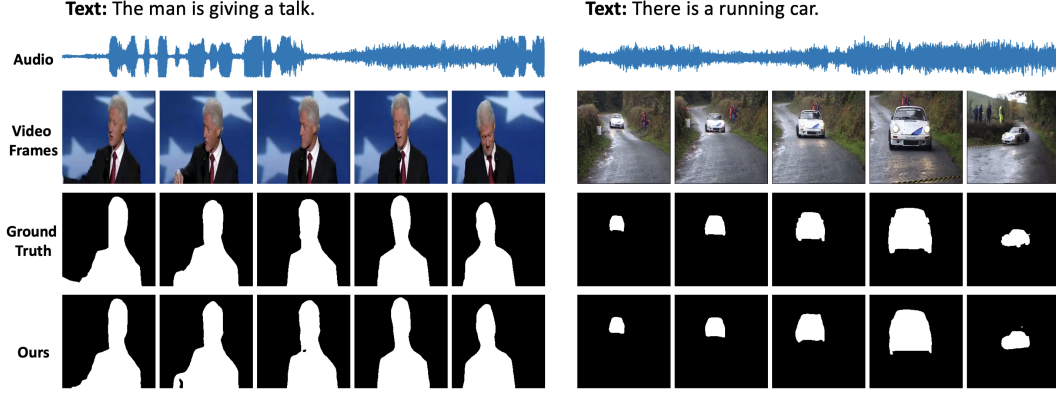 Text: The man is giving a talk.
Text: There is a running car.
Audio
Video
Frames
Ground
Truth
Ours